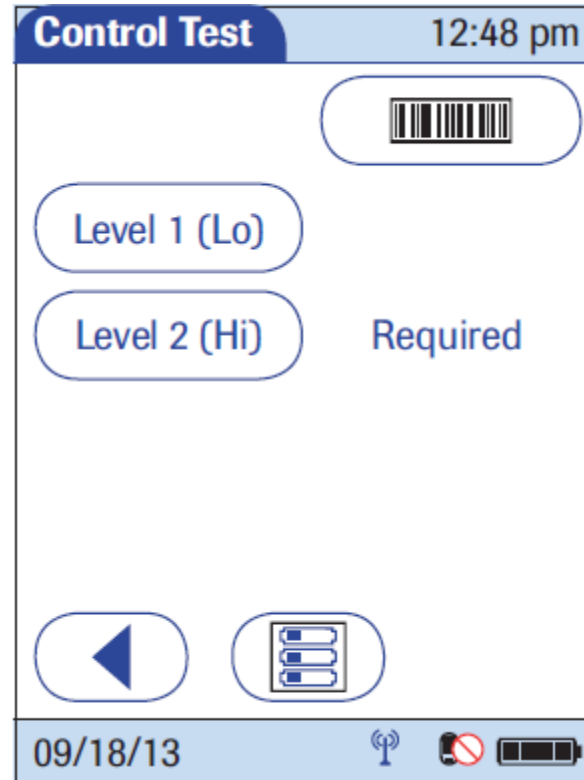 Control Test 12:48 pm
Level 1 (Lo)
Level 2 (Hi) Required
09/18/13